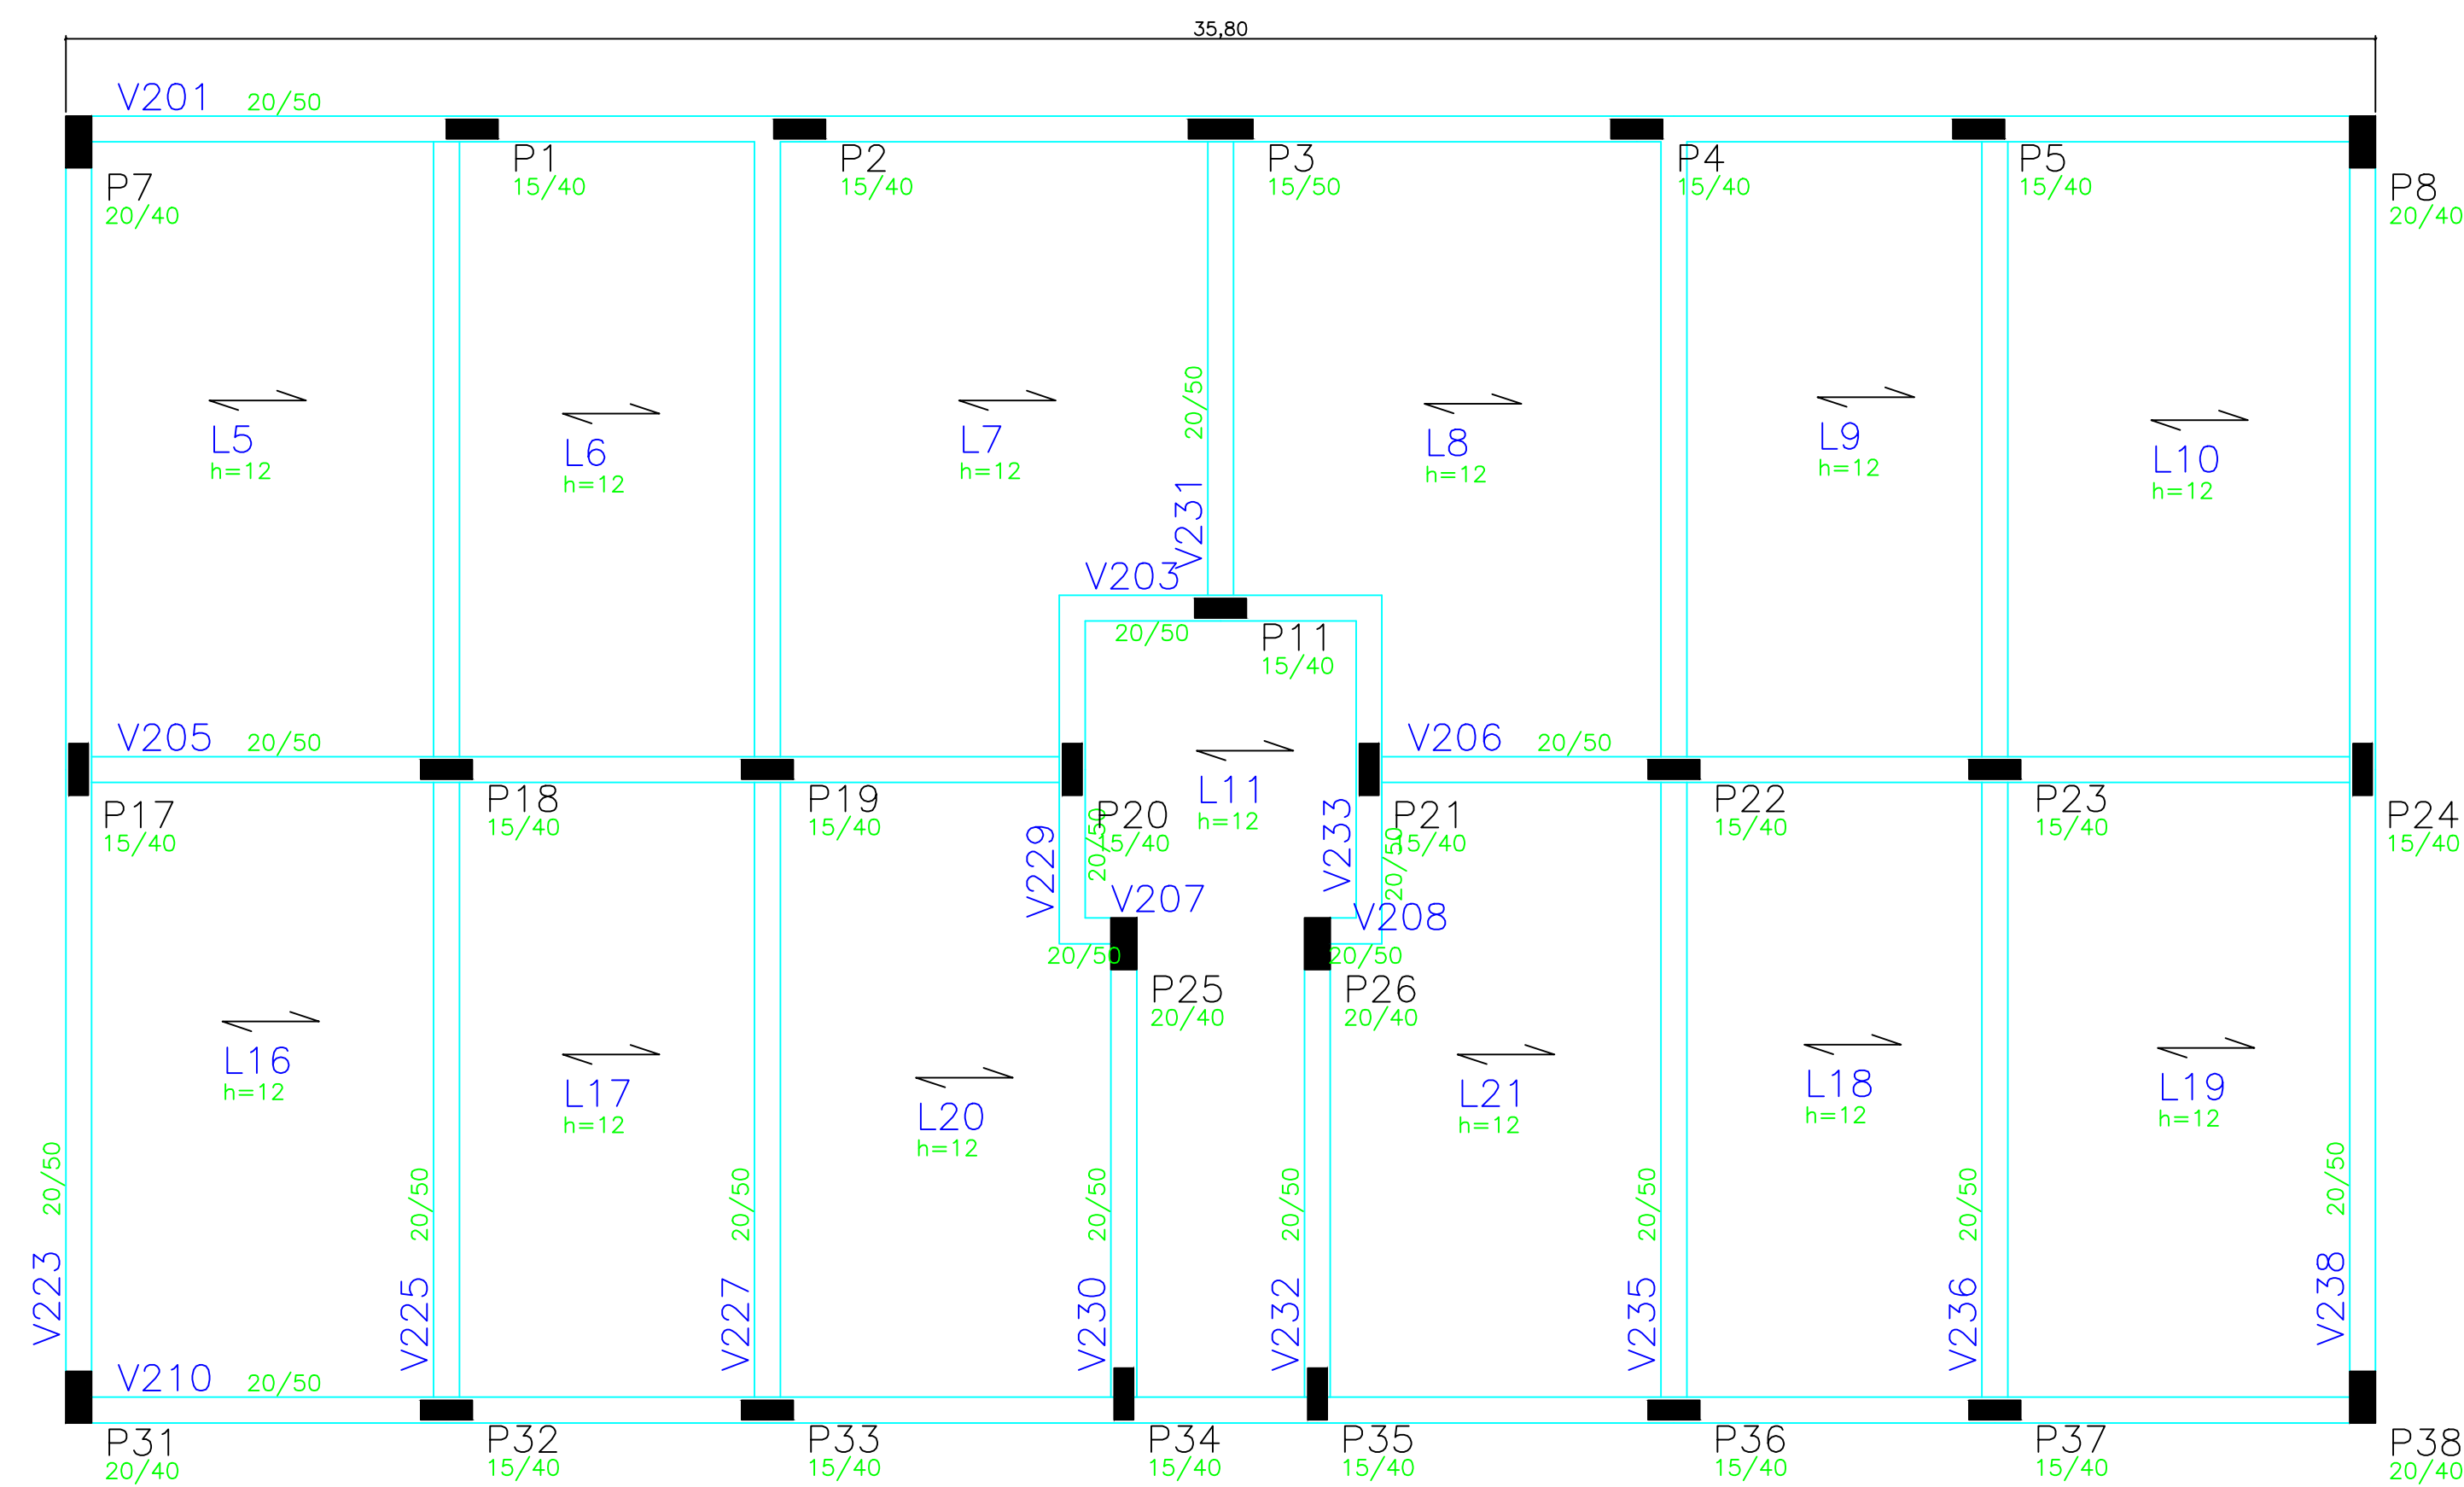 35,80
V201 20/50
P7
20/40
P1
15/40
P2
15/40
P3
15/50
P4
15/40
P5
15/40
P8
20/40
L5
h=12
L6
h=12
L7
h=12
V231 20/50
L8
h=12
L9
h=12
L10
h=12
V203
20/50
P11
15/40
V205 20/50
V206 20/50
P17
15/40
P18
15/40
P19
15/40
P20
15/40
L11
h=12
P21
15/40
P22
15/40
P23
15/40
P24
15/40
V229 20/50
V233 20/50
V207
20/50
V208
20/50
P25
20/40
P26
20/40
L16
h=12
L17
h=12
L20
h=12
L21
h=12
L18
h=12
L19
h=12
V223 20/50
V225 20/50
V227 20/50
V230 20/50
V232 20/50
V235 20/50
V236 20/50
V238 20/50
V210 20/50
P31
20/40
P32
15/40
P33
15/40
P34
15/40
P35
15/40
P36
15/40
P37
15/40
P38
20/40